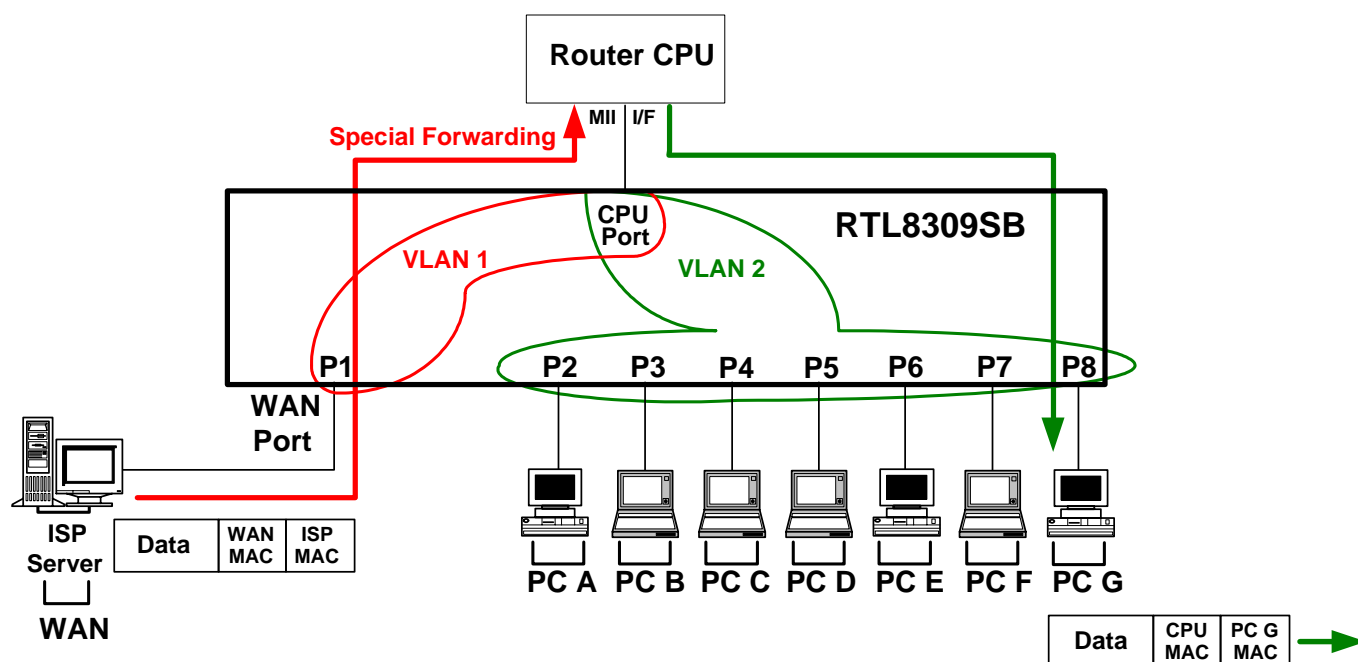 Router CPU
MII I/F
Special Forwarding
CPU
Port
RTL8309SB
VLAN 1
VLAN 2
P1 P2 P3 P4 P5 P6 P7 P8
WAN
Port
ISP
Server
WAN
Data WAN MAC ISP MAC
PC A PC B PC C PC D PC E PC F PC G
Data CPU MAC PC G MAC